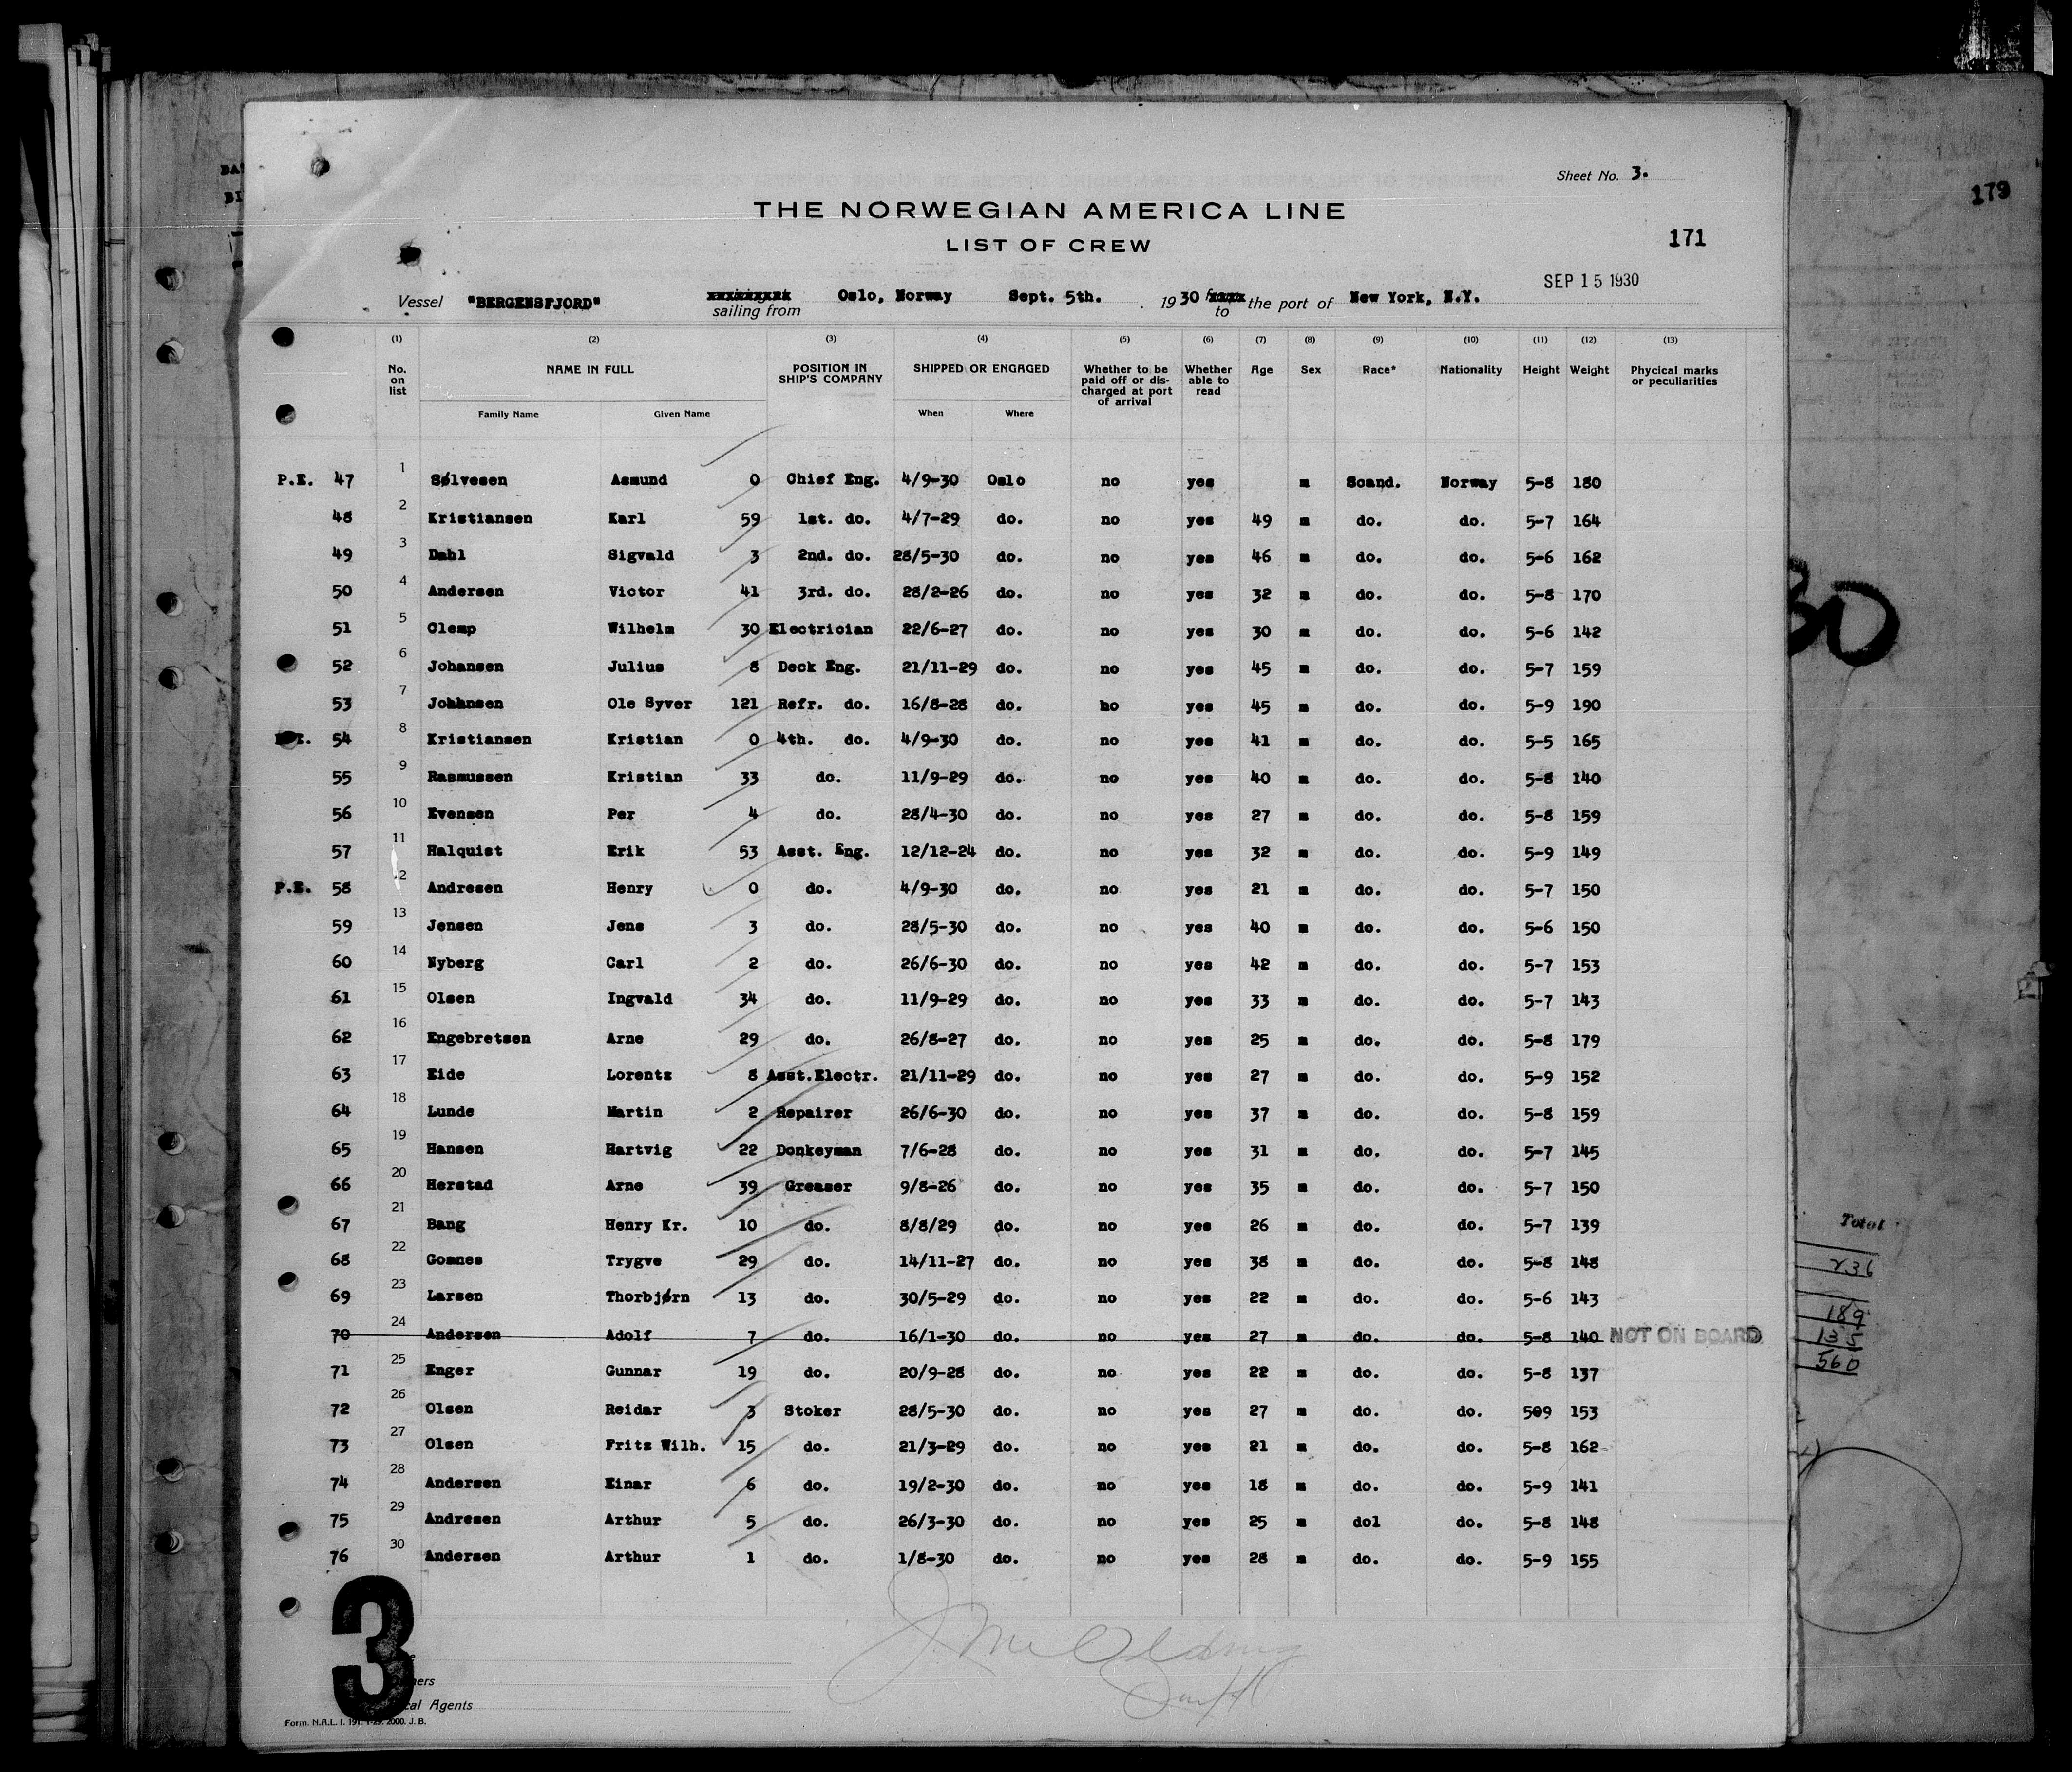 Sheet No. 3.
179
THE NORWEGIAN AMERICA LINE
LIST OF CREW
171
SEP 15 1930
Vessel "BERGENSFJORD" sailing from Oslo, Norway Sept. 5th. 1930 to the port of New York, N.Y.
(1) (2) (3) (4) (5) (6) (7) (8) (9) (10) (11) (12) (13)
No. on list NAME IN FULL POSITION IN SHIP'S COMPANY SHIPPED OR ENGAGED Whether to be paid off or discharged at port of arrival Whether able to read Age Sex Race* Nationality Height Weight Phycical marks or peculiarities
Family Name Given Name When Where
P.E. 47 1 Sølvesen Asmund 0 Chief Eng. 4/9-30 Oslo no yes m Scand. Norway 5-8 180
48 2 Kristiansen Karl 59 1st. do. 4/7-29 do. no yes 49 m do. do. 5-7 164
49 3 Dahl Sigvald 3 2nd. do. 28/5-30 do. no yes 46 m do. do. 5-6 162
50 4 Andersen Victor 41 3rd. do. 28/2-26 do. no yes 32 m do. do. 5-8 170
51 5 Clemp Wilhelm 30 Electrician 22/6-27 do. no yes 30 m do. do. 5-6 142
52 6 Johansen Julius 8 Deck Eng. 21/11-29 do. no yes 45 m do. do. 5-7 159
53 7 Johansen Ole Syver 121 Refr. do. 16/8-28 do. ho yes 45 m do. do. 5-9 190
54 8 Kristiansen Kristian 0 4th. do. 4/9-30 do. no yes 41 m do. do. 5-5 165
55 9 Rasmussen Kristian 33 do. 11/9-29 do. no yes 40 m do. do. 5-8 140
56 10 Evensen Per 4 do. 28/4-30 do. no yes 27 m do. do. 5-8 159
57 11 Halquist Erik 53 Asst. Eng. 12/12-24 do. no yes 32 m do. do. 5-9 149
P.E. 58 12 Andresen Henry 0 do. 4/9-30 do. no yes 21 m do. do. 5-7 150
59 13 Jensen Jens 3 do. 28/5-30 do. no yes 40 m do. do. 5-6 150
60 14 Nyberg Carl 2 do. 26/6-30 do. no yes 42 m do. do. 5-7 153
61 15 Olsen Ingvald 34 do. 11/9-29 do. no yes 33 m do. do. 5-7 143
62 16 Engebretsen Arne 29 do. 26/8-27 do. no yes 25 m do. do. 5-8 179
63 17 Eide Lorentz 8 Asst.Electr. 21/11-29 do. no yes 27 m do. do. 5-9 152
64 18 Lunde Martin 2 Repairer 26/6-30 do. no yes 37 m do. do. 5-8 159
65 19 Hansen Hartvig 22 Donkeyman 7/6-28 do. no yes 31 m do. do. 5-7 145
66 20 Herstad Arne 39 Greaser 9/8-26 do. no yes 35 m do. do. 5-7 150
67 21 Bang Henry Kr. 10 do. 8/8/29 do. no yes 26 m do. do. 5-7 139
68 22 Gomnes Trygve 29 do. 14/11-27 do. no yes 38 m do. do. 5-8 148
69 23 Larsen Thorbjørn 13 do. 30/5-29 do. no yes 22 m do. do. 5-6 143
70 24 Andersen Adolf 7 do. 16/1-30 do. no yes 27 m do. do. 5-8 140 NOT ON BOARD
71 25 Enger Gunnar 19 do. 20/9-28 do. no yes 22 m do. do. 5-8 137
72 26 Olsen Reidar 3 Stoker 28/5-30 do. no yes 27 m do. do. 509 153
73 27 Olsen Fritz Wilh. 15 do. 21/3-29 do. no yes 21 m do. do. 5-8 162
74 28 Andersen Einar 6 do. 19/2-30 do. no yes 18 m do. do. 5-9 141
75 29 Andresen Arthur 5 do. 26/3-30 do. no yes 25 m dol do. 5-8 148
76 30 Andersen Arthur 1 do. 1/8-30 do. no yes 28 m do. do. 5-9 155
Total
236
189
135
560
3
Agents
Form. N.A.L. I. 191. 2000. J. B.